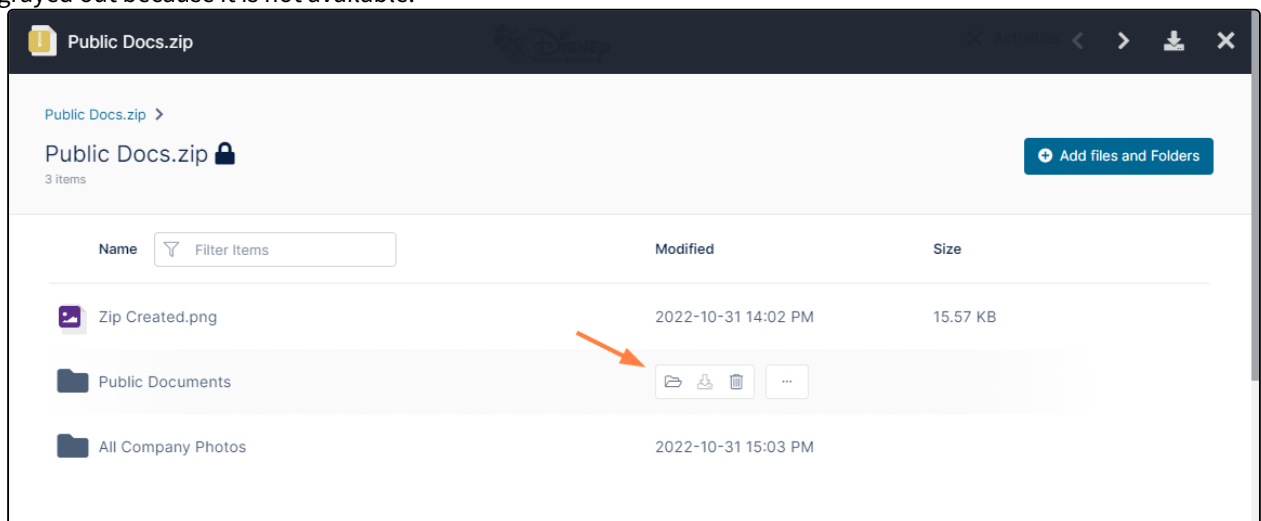 grayed out because it is not available.
Public Docs.zip
Disney
Activities
Public Docs.zip >
Public Docs.zip
3 items
Add files and Folders
Name Filter Items Modified Size
Zip Created.png 2022-10-31 14:02 PM 15.57 KB
Public Documents ...
All Company Photos 2022-10-31 15:03 PM